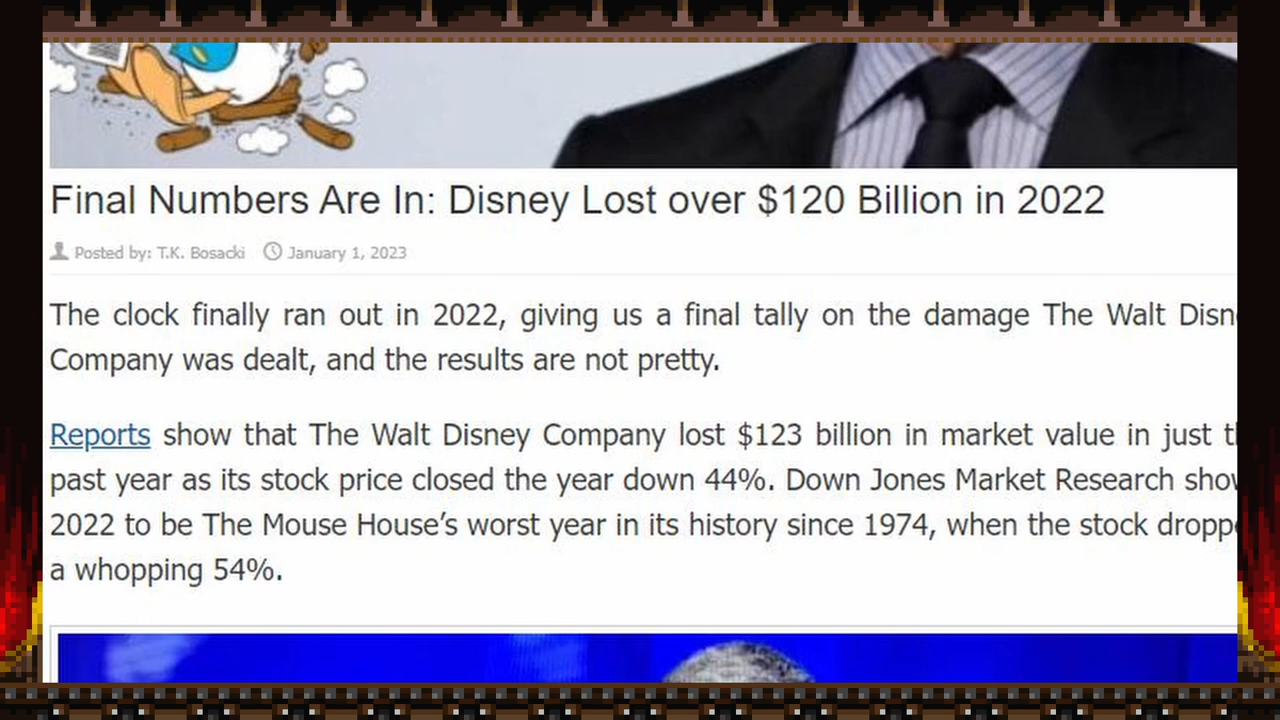 Final Numbers Are In: Disney Lost over $120 Billion in 2022
Posted by: T.K. Bosacki January 1, 2023
The clock finally ran out in 2022, giving us a final tally on the damage The Walt
Company was dealt, and the results are not pretty.
Reports show that The Walt Disney Company lost $123 billion in market value in just
past year as its stock price closed the year down 44%. Down Jones Market Research
2022 to be The Mouse House’s worst year in its history since 1974, when the stock
a whopping 54%.